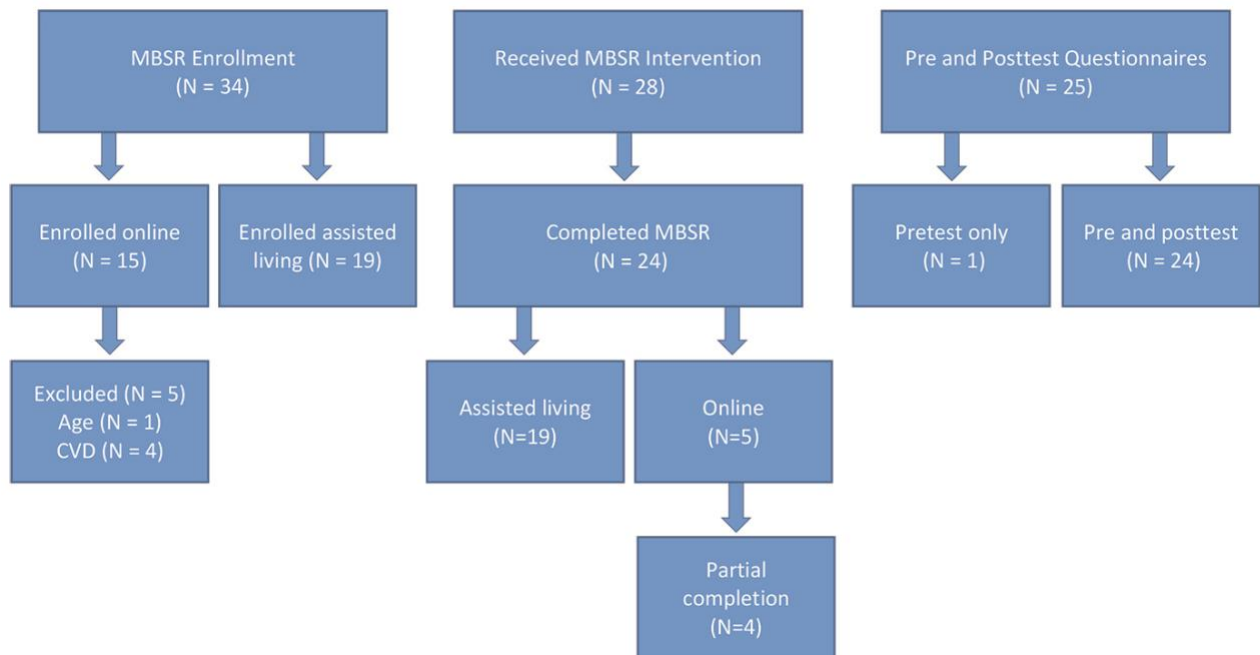 MBSR Enrollment
(N = 34)
Received MBSR Intervention
(N = 28)
Pre and Posttest Questionnaires
(N = 25)
Enrolled online
(N = 15)
Enrolled assisted
living (N = 19)
Completed MBSR
(N = 24)
Pretest only
(N = 1)
Pre and posttest
(N = 24)
Excluded (N = 5)
Age (N = 1)
CVD (N = 4)
Assisted living
(N=19)
Online
(N=5)
Partial
completion
(N=4)